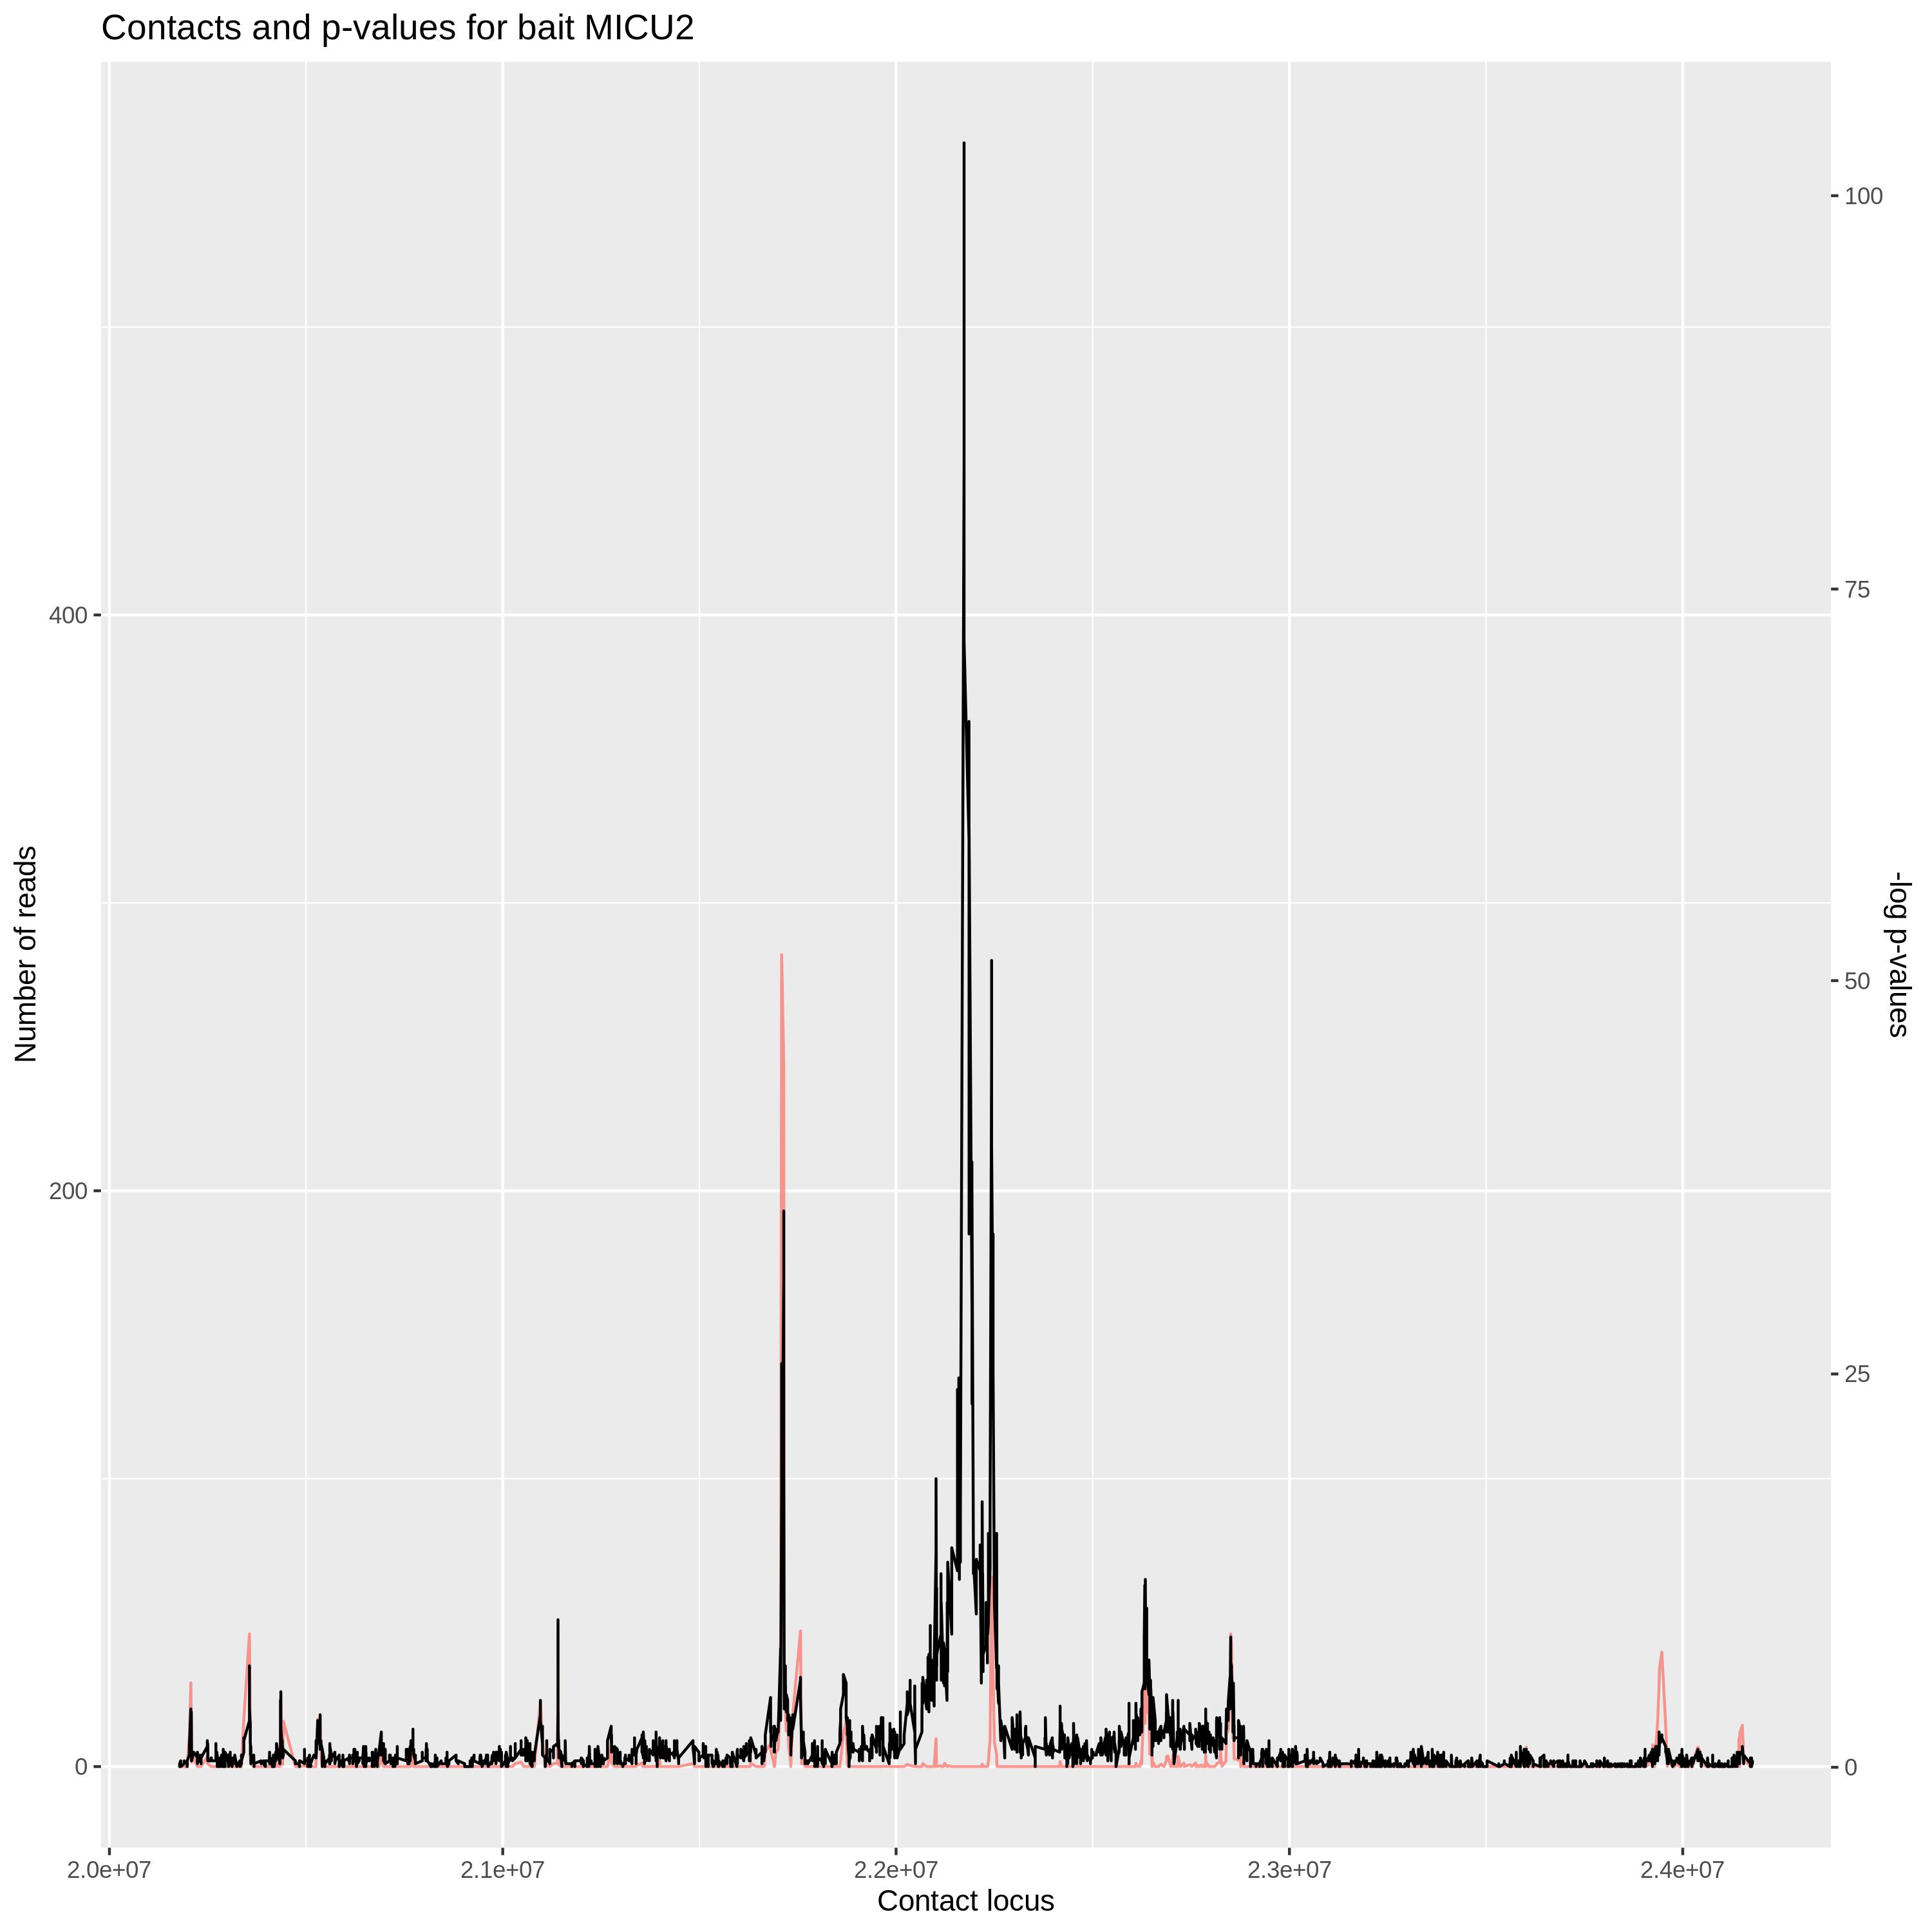 Contacts and p-values for bait MICU2
100
75
50
25
0
400
200
0
Number of reads
-log p-values
2.0e+07
2.1e+07
2.2e+07
2.3e+07
2.4e+07
Contact locus